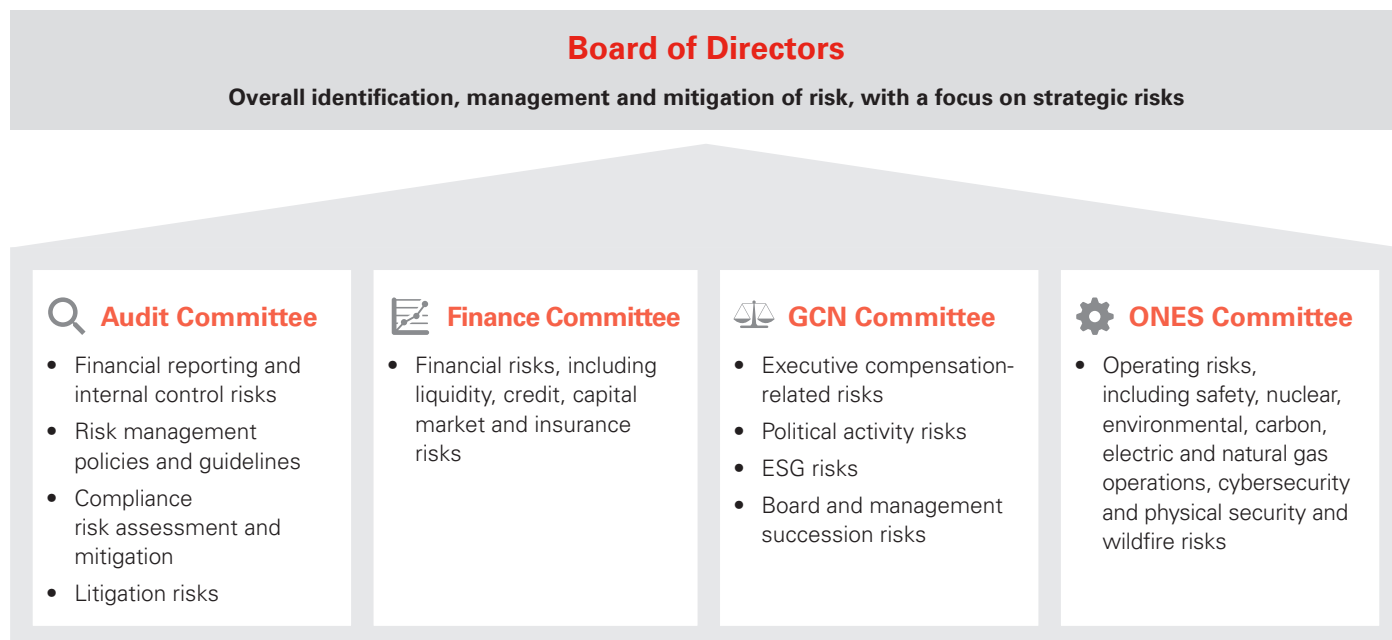 Board of Directors
Overall identification, management and mitigation of risk, with a focus on strategic risks
Audit Committee
• Financial reporting and
internal control risks
• Risk management
policies and guidelines
• Compliance
risk assessment and
mitigation
• Litigation risks
Finance Committee
• Financial risks, including
liquidity, credit, capital
market and insurance
risks
GCN Committee
• Executive compensation-
related risks
• Political activity risks
• ESG risks
• Board and management
succession risks
ONES Committee
• Operating risks,
including safety, nuclear,
environmental, carbon,
electric and natural gas
operations, cybersecurity
and physical security and
wildfire risks